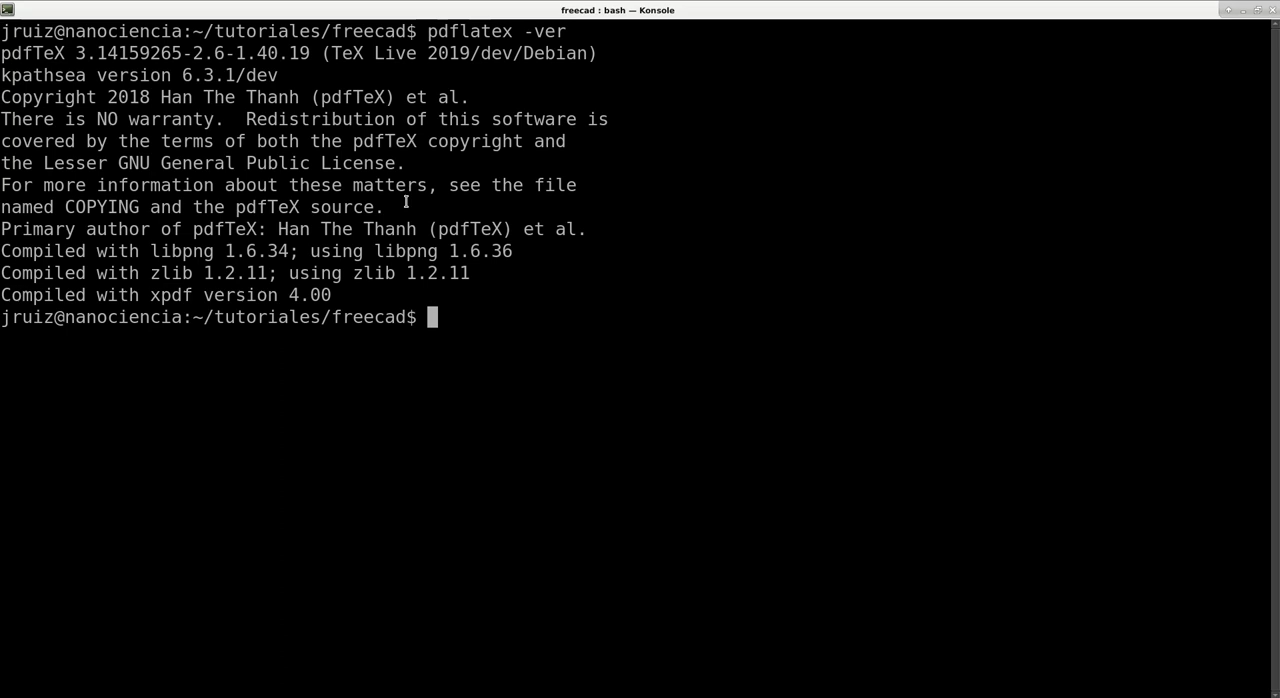 freecad : bash — Konsole
jruiz@nanociencia:~/tutoriales/freecad$ pdflatex -ver
pdfTeX 3.14159265-2.6-1.40.19 (TeX Live 2019/dev/Debian)
kpathsea version 6.3.1/dev
Copyright 2018 Han The Thanh (pdfTeX) et al.
There is NO warranty.  Redistribution of this software is
covered by the terms of both the pdfTeX copyright and
the Lesser GNU General Public License.
For more information about these matters, see the file
named COPYING and the pdfTeX source.
Primary author of pdfTeX: Han The Thanh (pdfTeX) et al.
Compiled with libpng 1.6.34; using libpng 1.6.36
Compiled with zlib 1.2.11; using zlib 1.2.11
Compiled with xpdf version 4.00
jruiz@nanociencia:~/tutoriales/freecad$